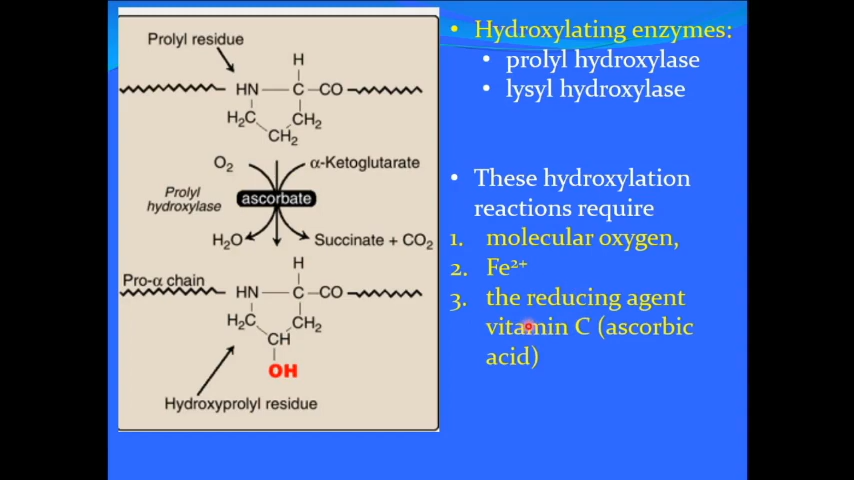 Prolyl residue
H
HN — C — CO
H₂C CH₂
CH₂
O₂ α-Ketoglutarate
Prolyl
hydroxylase
ascorbate
H₂O Succinate + CO₂
H
Pro-α chain
HN — C — CO
H₂C CH₂
CH
OH
Hydroxyprolyl residue
• Hydroxylating enzymes:
• prolyl hydroxylase
• lysyl hydroxylase
• These hydroxylation
reactions require
1. molecular oxygen,
2. Fe²⁺
3. the reducing agent
vitamin C (ascorbic
acid)